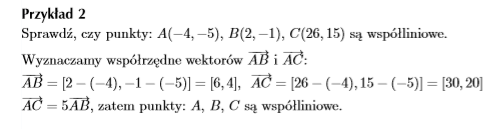 Przykład 2
Sprawdź, czy punkty: A(−4, −5), B(2, −1), C(26, 15) są współliniowe.
Wyznaczamy współrzędne wektorów \(\overrightarrow{AB}\) i \(\overrightarrow{AC}\):
\(\overrightarrow{AB}\) = [2 − (−4), −1 − (−5)] = [6, 4], \(\overrightarrow{AC}\) = [26 − (−4), 15 − (−5)] = [30, 20]
\(\overrightarrow{AC}\) = 5\(\overrightarrow{AB}\), zatem punkty: A, B, C są współliniowe.